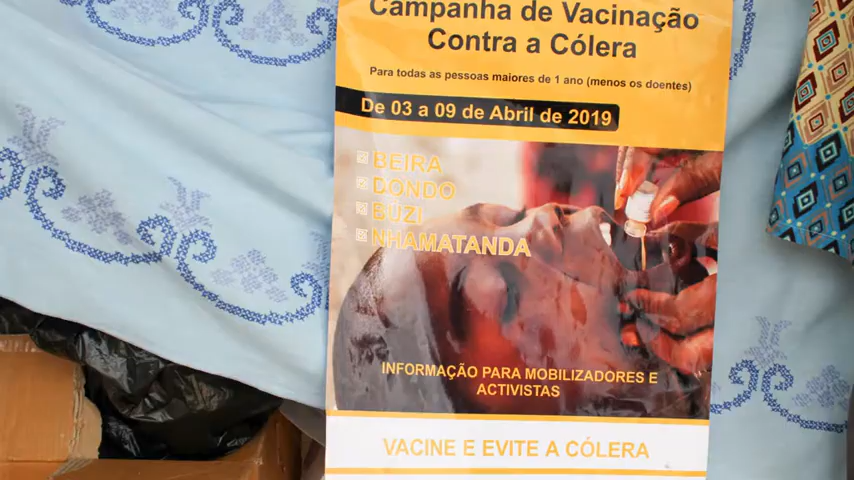 Campanha de Vacinação
Contra a Cólera
Para todas as pessoas maiores de 1 ano (menos os doentes)
De 03 a 09 de Abril de 2019
BEIRA
DONDO
BÚZI
NHAMATANDA
INFORMAÇÃO PARA MOBILIZADORES E
ACTIVISTAS
VACINE E EVITE A CÓLERA